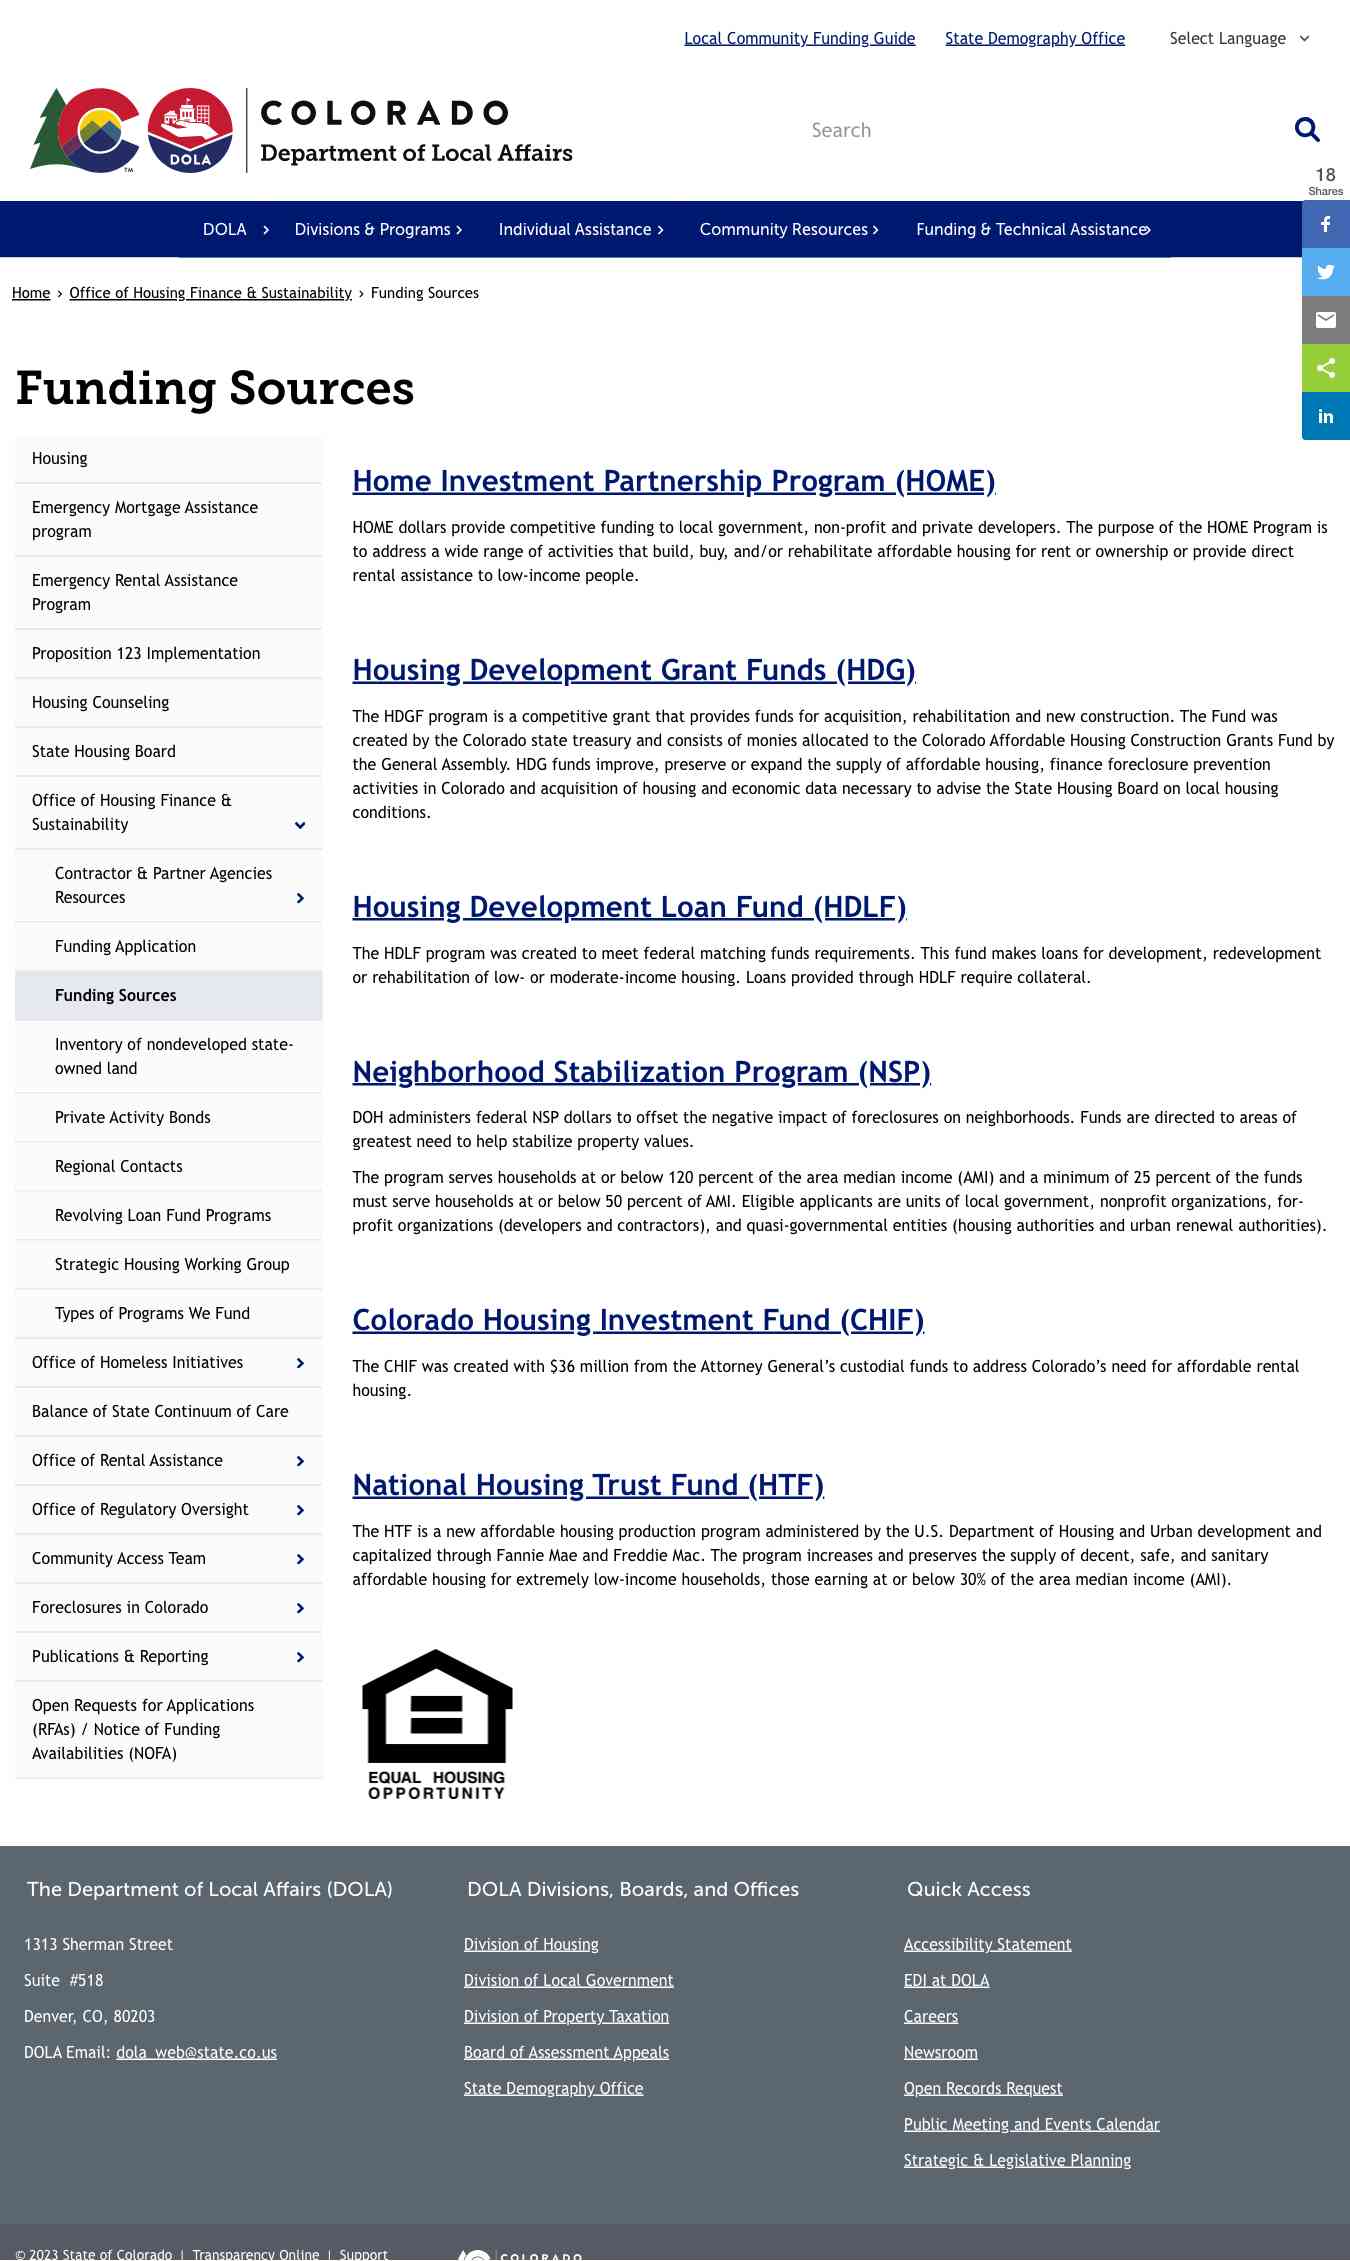 Local Community Funding Guide State Demography Office Select Language
COLORADO
Department of Local Affairs
DOLA
TM
Search
18
Shares
DOLA Divisions & Programs Individual Assistance Community Resources Funding & Technical Assistance
Home › Office of Housing Finance & Sustainability › Funding Sources
Funding Sources
Housing
Emergency Mortgage Assistance
program
Emergency Rental Assistance
Program
Proposition 123 Implementation
Housing Counseling
State Housing Board
Office of Housing Finance &
Sustainability
Contractor & Partner Agencies
Resources
Funding Application
Funding Sources
Inventory of nondeveloped state-
owned land
Private Activity Bonds
Regional Contacts
Revolving Loan Fund Programs
Strategic Housing Working Group
Types of Programs We Fund
Office of Homeless Initiatives
Balance of State Continuum of Care
Office of Rental Assistance
Office of Regulatory Oversight
Community Access Team
Foreclosures in Colorado
Publications & Reporting
Open Requests for Applications
(RFAs) / Notice of Funding
Availabilities (NOFA)
Home Investment Partnership Program (HOME)
HOME dollars provide competitive funding to local government, non-profit and private developers. The purpose of the HOME Program is
to address a wide range of activities that build, buy, and/or rehabilitate affordable housing for rent or ownership or provide direct
rental assistance to low-income people.
Housing Development Grant Funds (HDG)
The HDGF program is a competitive grant that provides funds for acquisition, rehabilitation and new construction. The Fund was
created by the Colorado state treasury and consists of monies allocated to the Colorado Affordable Housing Construction Grants Fund by
the General Assembly. HDG funds improve, preserve or expand the supply of affordable housing, finance foreclosure prevention
activities in Colorado and acquisition of housing and economic data necessary to advise the State Housing Board on local housing
conditions.
Housing Development Loan Fund (HDLF)
The HDLF program was created to meet federal matching funds requirements. This fund makes loans for development, redevelopment
or rehabilitation of low- or moderate-income housing. Loans provided through HDLF require collateral.
Neighborhood Stabilization Program (NSP)
DOH administers federal NSP dollars to offset the negative impact of foreclosures on neighborhoods. Funds are directed to areas of
greatest need to help stabilize property values.
The program serves households at or below 120 percent of the area median income (AMI) and a minimum of 25 percent of the funds
must serve households at or below 50 percent of AMI. Eligible applicants are units of local government, nonprofit organizations, for-
profit organizations (developers and contractors), and quasi-governmental entities (housing authorities and urban renewal authorities).
Colorado Housing Investment Fund (CHIF)
The CHIF was created with $36 million from the Attorney General’s custodial funds to address Colorado’s need for affordable rental
housing.
National Housing Trust Fund (HTF)
The HTF is a new affordable housing production program administered by the U.S. Department of Housing and Urban development and
capitalized through Fannie Mae and Freddie Mac. The program increases and preserves the supply of decent, safe, and sanitary
affordable housing for extremely low-income households, those earning at or below 30% of the area median income (AMI).
EQUAL HOUSING
OPPORTUNITY
The Department of Local Affairs (DOLA)
1313 Sherman Street
Suite #518
Denver, CO, 80203
DOLA Email: dola_web@state.co.us
DOLA Divisions, Boards, and Offices
Division of Housing
Division of Local Government
Division of Property Taxation
Board of Assessment Appeals
State Demography Office
Quick Access
Accessibility Statement
EDI at DOLA
Careers
Newsroom
Open Records Request
Public Meeting and Events Calendar
Strategic & Legislative Planning
© 2023 State of Colorado | Transparency Online | Support
COLORADO